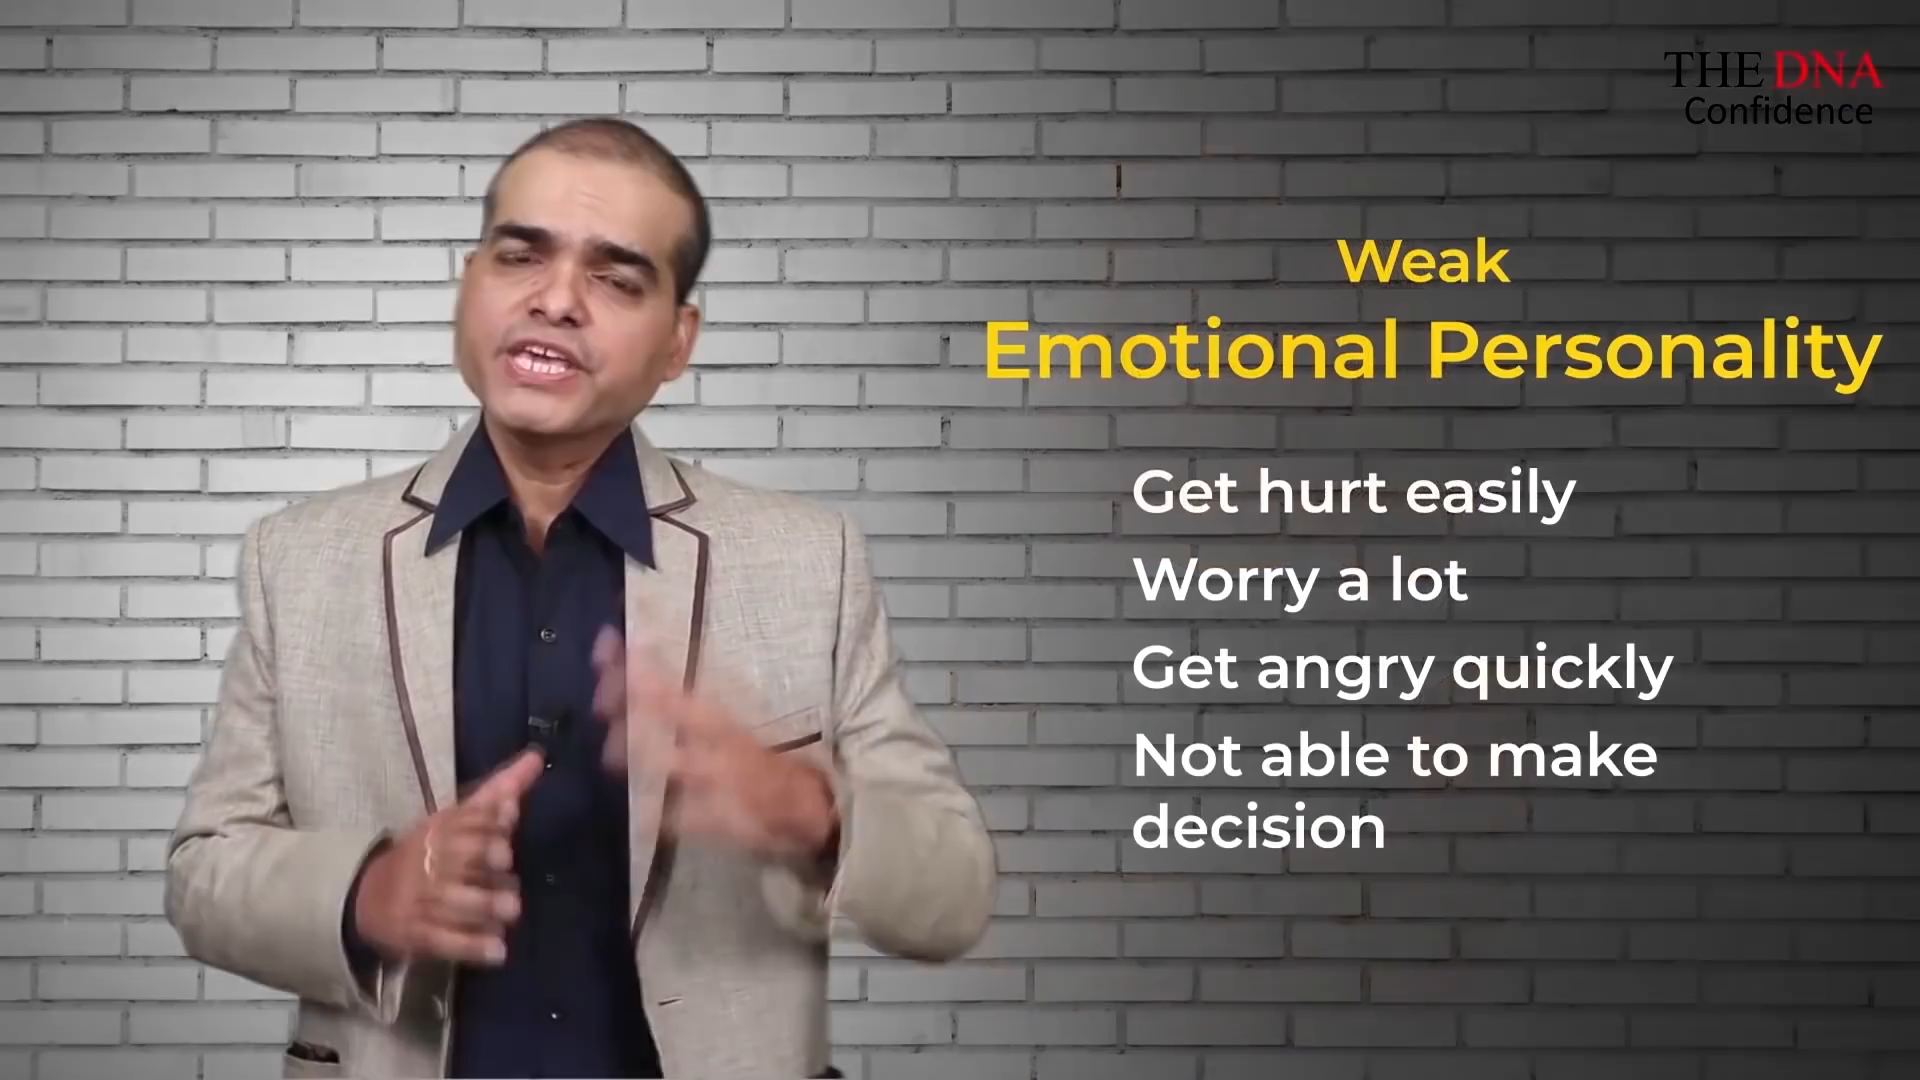 THE DNA
Confidence
Weak
Emotional Personality
Get hurt easily
Worry a lot
Get angry quickly
Not able to make
decision